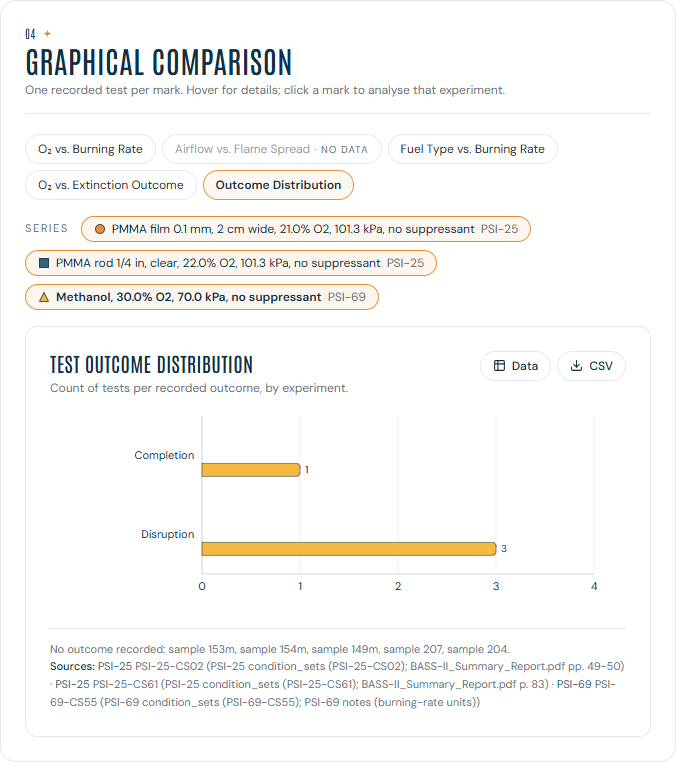 04
GRAPHICAL COMPARISON
One recorded test per mark. Hover for details; click a mark to analyse that experiment.
O₂ vs. Burning Rate
Airflow vs. Flame Spread · NO DATA
Fuel Type vs. Burning Rate
O₂ vs. Extinction Outcome
Outcome Distribution
SERIES
PMMA film 0.1 mm, 2 cm wide, 21.0% O2, 101.3 kPa, no suppressant PSI-25
PMMA rod 1/4 in, clear, 22.0% O2, 101.3 kPa, no suppressant PSI-25
Methanol, 30.0% O2, 70.0 kPa, no suppressant PSI-69
TEST OUTCOME DISTRIBUTION
Data
CSV
Count of tests per recorded outcome, by experiment.
Completion
1
Disruption
3
0 1 2 3 4
No outcome recorded: sample 153m, sample 154m, sample 149m, sample 207, sample 204.
Sources: PSI-25 PSI-25-CS02 (PSI-25 condition_sets (PSI-25-CS02); BASS-II_Summary_Report.pdf pp. 49-50)
· PSI-25 PSI-25-CS61 (PSI-25 condition_sets (PSI-25-CS61); BASS-II_Summary_Report.pdf p. 83) · PSI-69 PSI-
69-CS55 (PSI-69 condition_sets (PSI-69-CS55); PSI-69 notes (burning-rate units))